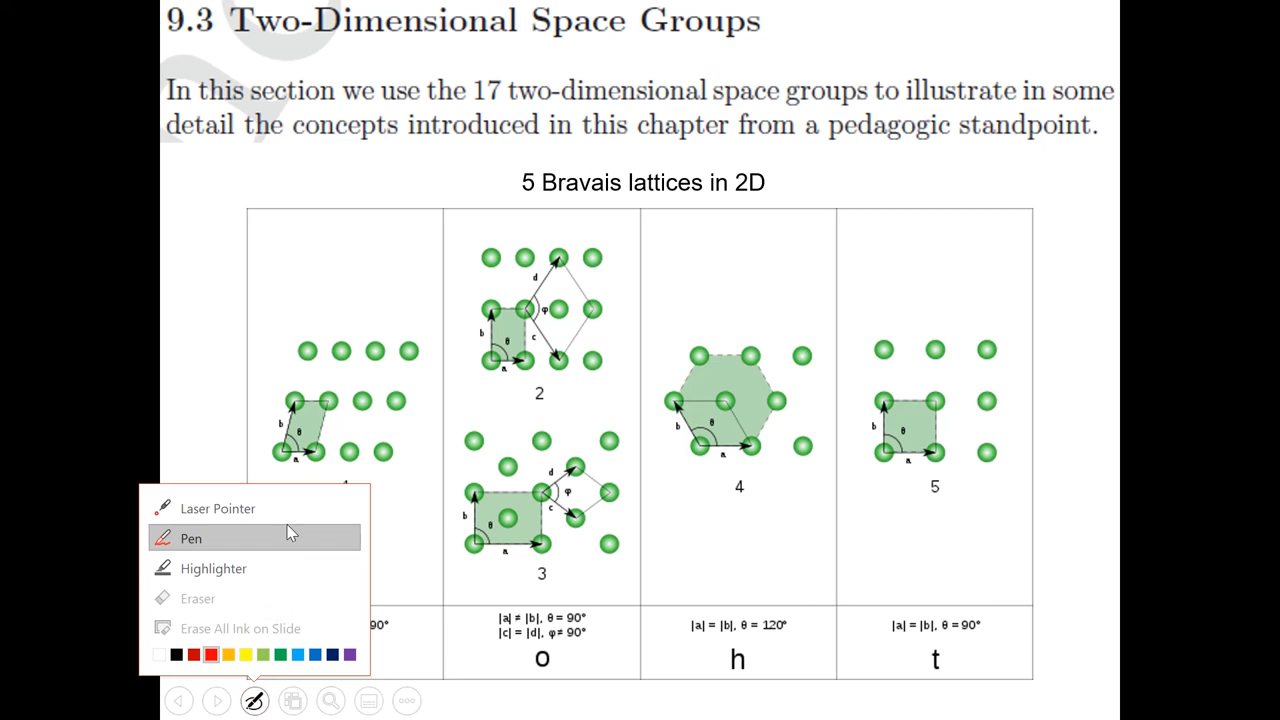 9.3 Two-Dimensional Space Groups
In this section we use the 17 two-dimensional space groups to illustrate in some
detail the concepts introduced in this chapter from a pedagogic standpoint.
5 Bravais lattices in 2D
b
θ
a
d
φ
b
θ
c
a
2
d
φ
c
b
θ
a
3
b
θ
a
4
b
θ
a
5
Laser Pointer
Pen
Highlighter
Eraser
Erase All Ink on Slide
90°
|a| ≠ |b|, θ = 90°
|c| = |d|, φ ≠ 90°
o
|a| = |b|, θ = 120°
h
|a| = |b|, θ = 90°
t